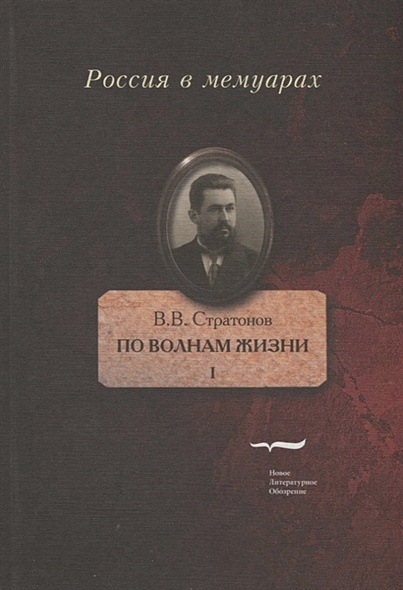 Россия в мемуарах
В.В. Стратонов
ПО ВОЛНАМ ЖИЗНИ
I
Новое
Литературное
Обозрение